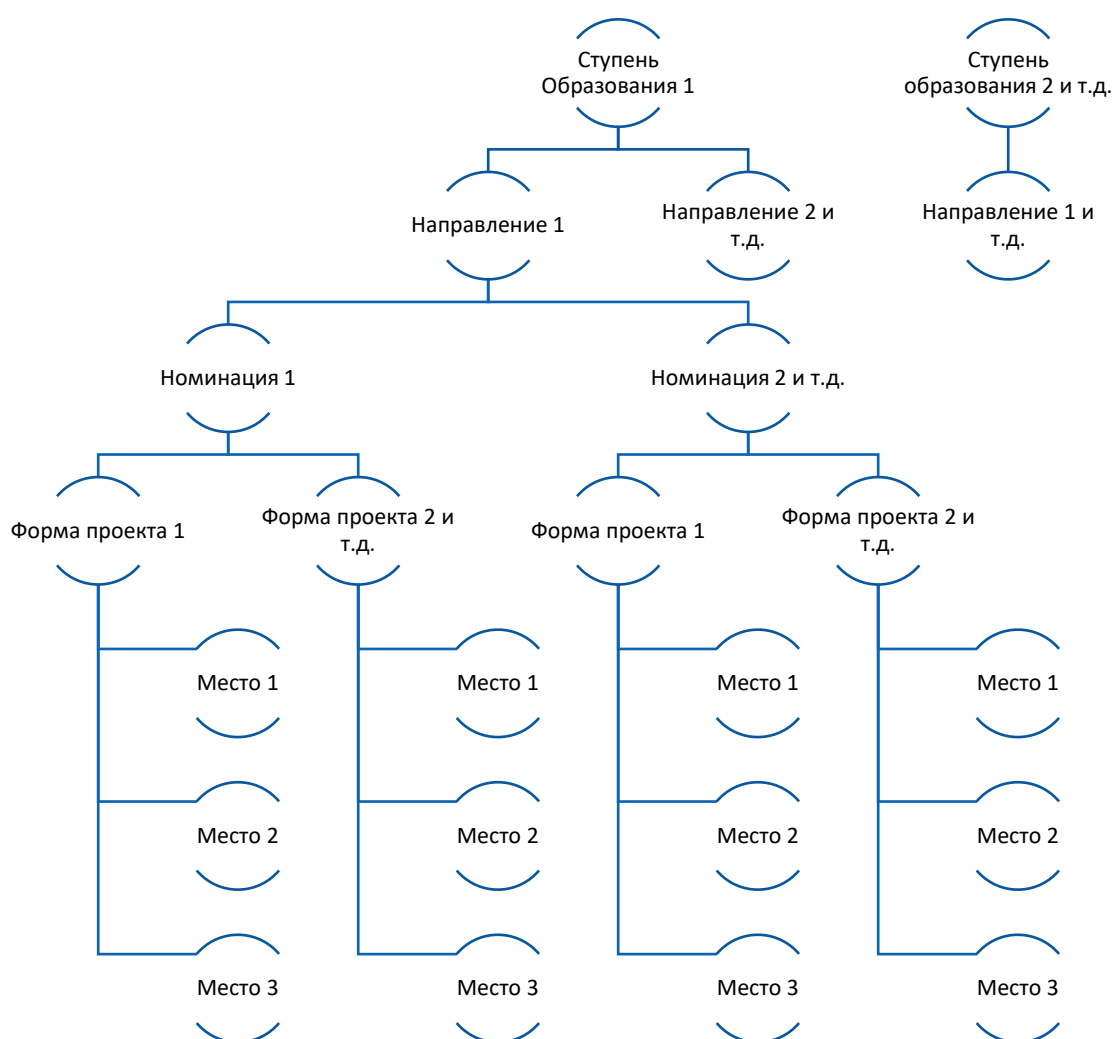 Ступень
Образования 1
Ступень
образования 2 и т.д.
Направление 1
Направление 2 и
т.д.
Направление 1 и
т.д.
Номинация 1
Номинация 2 и т.д.
Форма проекта 1
Форма проекта 2 и
т.д.
Форма проекта 1
Форма проекта 2 и
т.д.
Место 1
Место 1
Место 1
Место 1
Место 2
Место 2
Место 2
Место 2
Место 3
Место 3
Место 3
Место 3